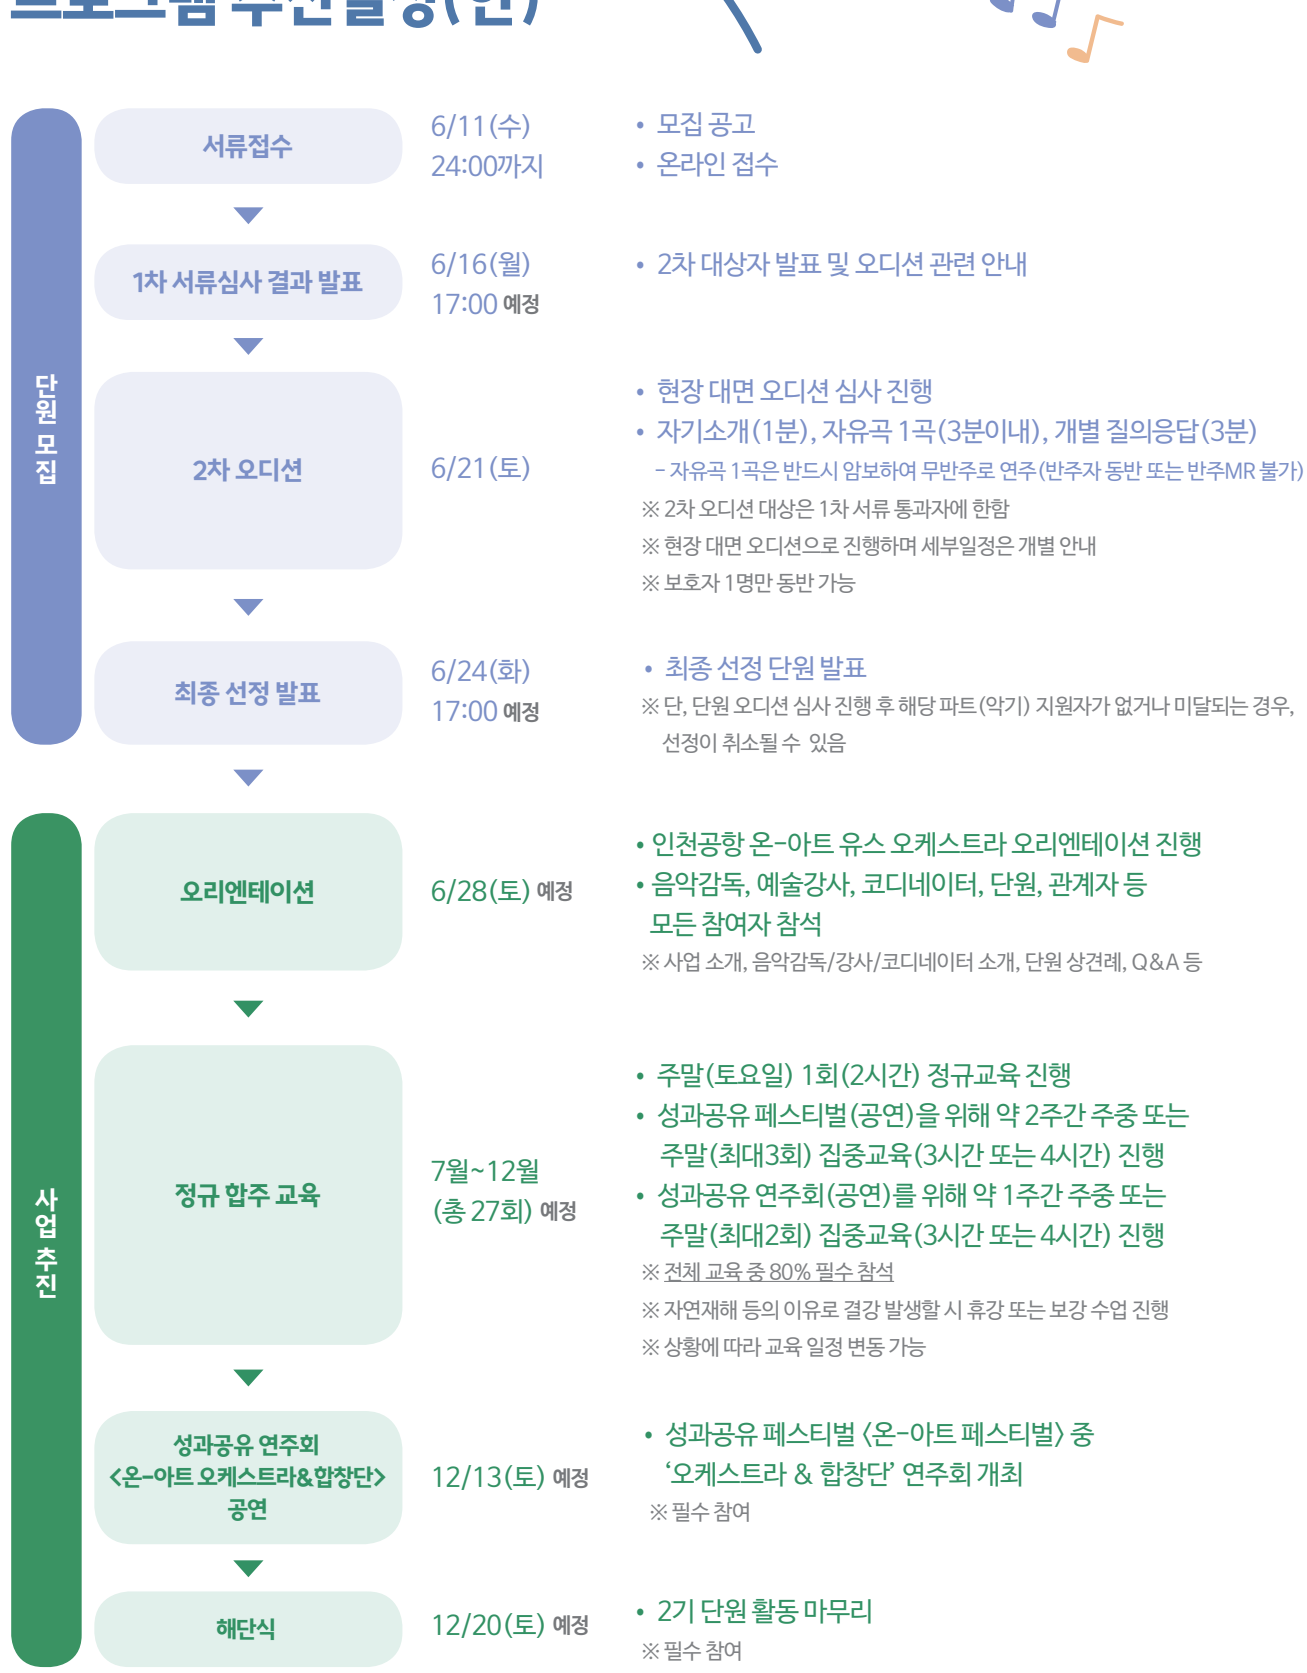 프로그램 추진일정(안)
단원 모집
서류접수
6/11(수)
24:00까지
• 모집 공고
• 온라인 접수
1차 서류심사 결과 발표
6/16(월)
17:00 예정
• 2차 대상자 발표 및 오디션 관련 안내
2차 오디션
6/21(토)
• 현장 대면 오디션 심사 진행
• 자기소개(1분), 자유곡 1곡(3분이내), 개별 질의응답(3분)
- 자유곡 1곡은 반드시 암보하여 무반주로 연주(반주자 동반 또는 반주MR 불가)
※ 2차 오디션 대상은 1차 서류 통과자에 한함
※ 현장 대면 오디션으로 진행하며 세부일정은 개별 안내
※ 보호자 1명만 동반 가능
최종 선정 발표
6/24(화)
17:00 예정
• 최종 선정 단원 발표
※ 단, 단원 오디션 심사 진행 후 해당 파트(악기) 지원자가 없거나 미달되는 경우,
선정이 취소될 수 있음
사업 추진
오리엔테이션
6/28(토) 예정
• 인천공항 온-아트 유스 오케스트라 오리엔테이션 진행
• 음악감독, 예술강사, 코디네이터, 단원, 관계자 등
모든 참여자 참석
※ 사업 소개, 음악감독/강사/코디네이터 소개, 단원 상견례, Q&A 등
정규 합주 교육
7월~12월
(총 27회) 예정
• 주말(토요일) 1회(2시간) 정규교육 진행
• 성과공유 페스티벌(공연)을 위해 약 2주간 주중 또는
주말(최대3회) 집중교육(3시간 또는 4시간) 진행
• 성과공유 연주회(공연)를 위해 약 1주간 주중 또는
주말(최대2회) 집중교육(3시간 또는 4시간) 진행
※ 전체 교육 중 80% 필수 참석
※ 자연재해 등의 이유로 결강 발생할 시 휴강 또는 보강 수업 진행
※ 상황에 따라 교육 일정 변동 가능
성과공유 연주회
<온-아트 오케스트라&합창단>
공연
12/13(토) 예정
• 성과공유 페스티벌 〈온-아트 페스티벌〉 중
‘오케스트라 & 합창단’ 연주회 개최
※ 필수 참여
해단식
12/20(토) 예정
• 2기 단원 활동 마무리
※ 필수 참여